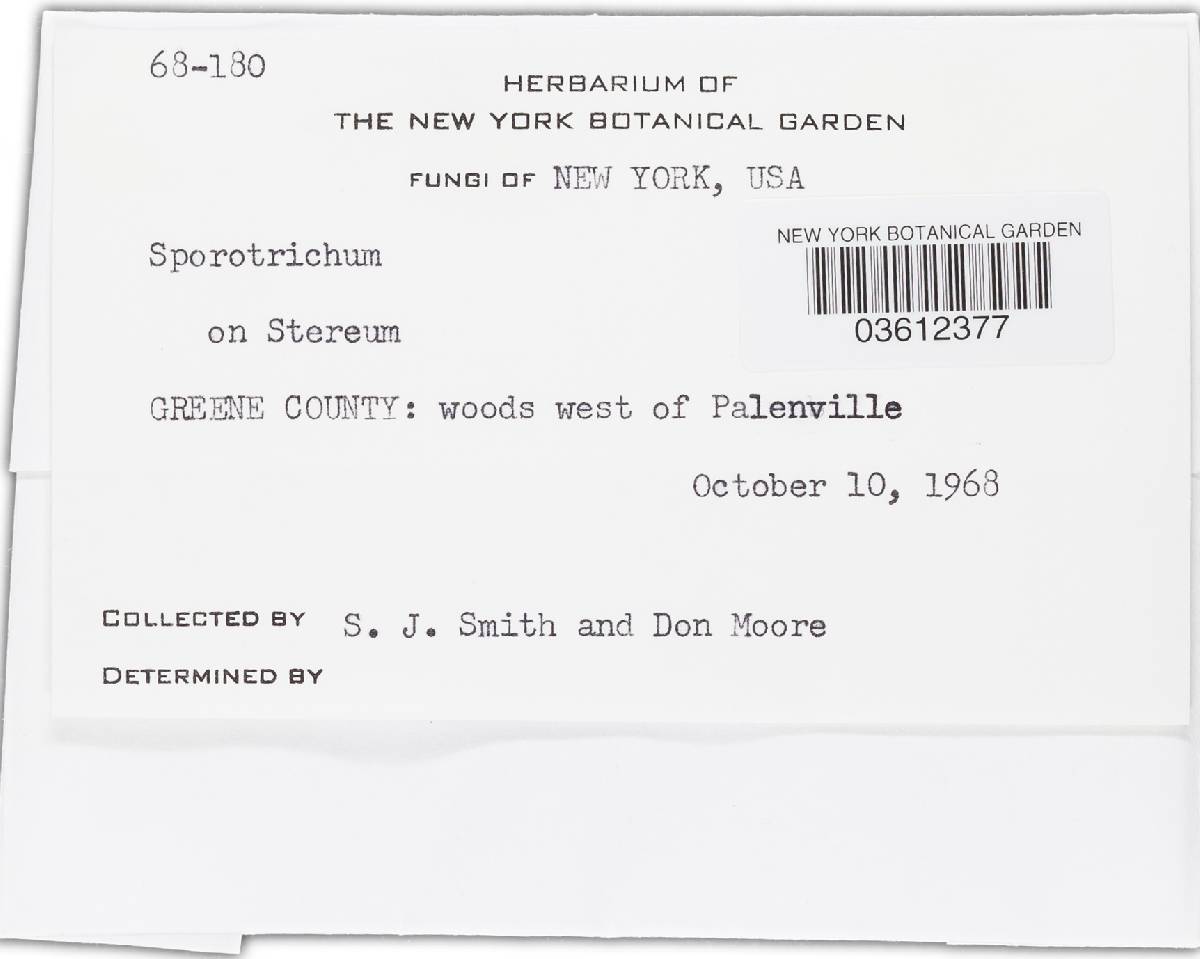 68-180
HERBARIUM OF
THE NEW YORK BOTANICAL GARDEN
FUNGI OF NEW YORK, USA
NEW YORK BOTANICAL GARDEN
03612377
Sporotrichum
on Stereum
GREENE COUNTY: woods west of Palenville
October 10, 1968
COLLECTED BY S. J. Smith and Don Moore
DETERMINED BY